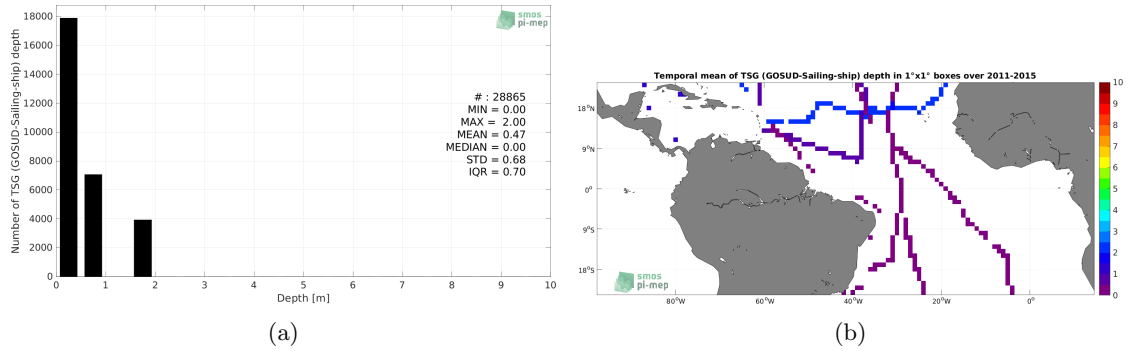 18000
16000
14000
12000
10000
8000
6000
4000
2000
0
Number of TSG (GOSUD-Sailing-ship) depth
smos
pi-mep
# : 28865
MIN = 0.00
MAX = 2.00
MEAN = 0.47
MEDIAN = 0.00
STD = 0.68
IQR = 0.70
0 1 2 3 4 5 6 7 8 9 10
Depth [m]
(a)
Temporal mean of TSG (GOSUD-Sailing-ship) depth in 1°x1° boxes over 2011-2015
18°N
9°N
0°
9°S
18°S
smos
pi-mep
80°W 60°W 40°W 20°W 0°
10
9
8
7
6
5
4
3
2
1
0
(b)